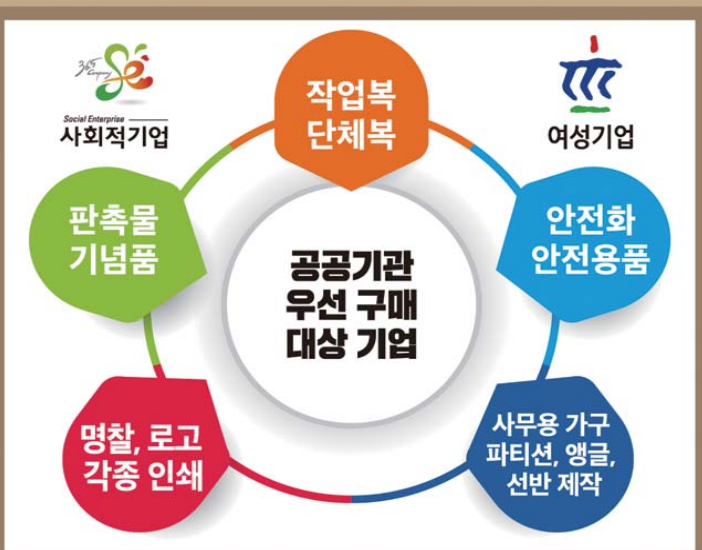 365
Company
Social Enterprise
사회적기업
여성기업
작업복
단체복
판촉물
기념품
안전화
안전용품
공공기관
우선 구매
대상 기업
명찰, 로고
각종 인쇄
사무용 가구
파티션, 앵글,
선반 제작